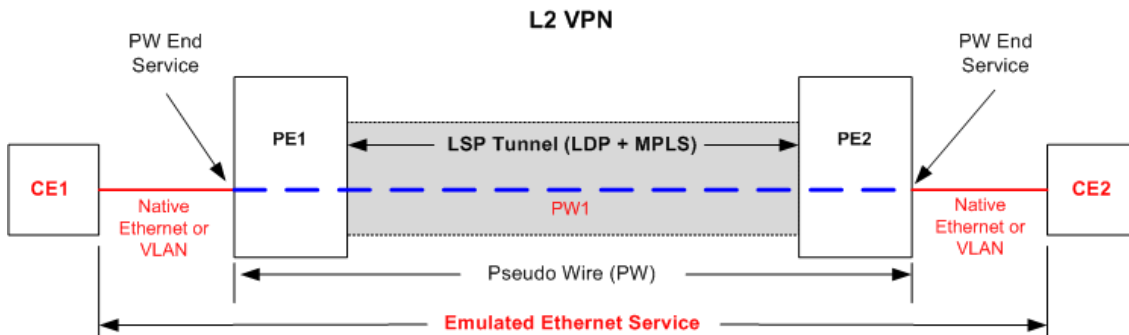 L2 VPN
PW End
Service
PW End
Service
PE1
PE2
LSP Tunnel (LDP + MPLS)
CE1
CE2
PW1
Native
Ethernet or
VLAN
Native
Ethernet or
VLAN
Pseudo Wire (PW)
Emulated Ethernet Service